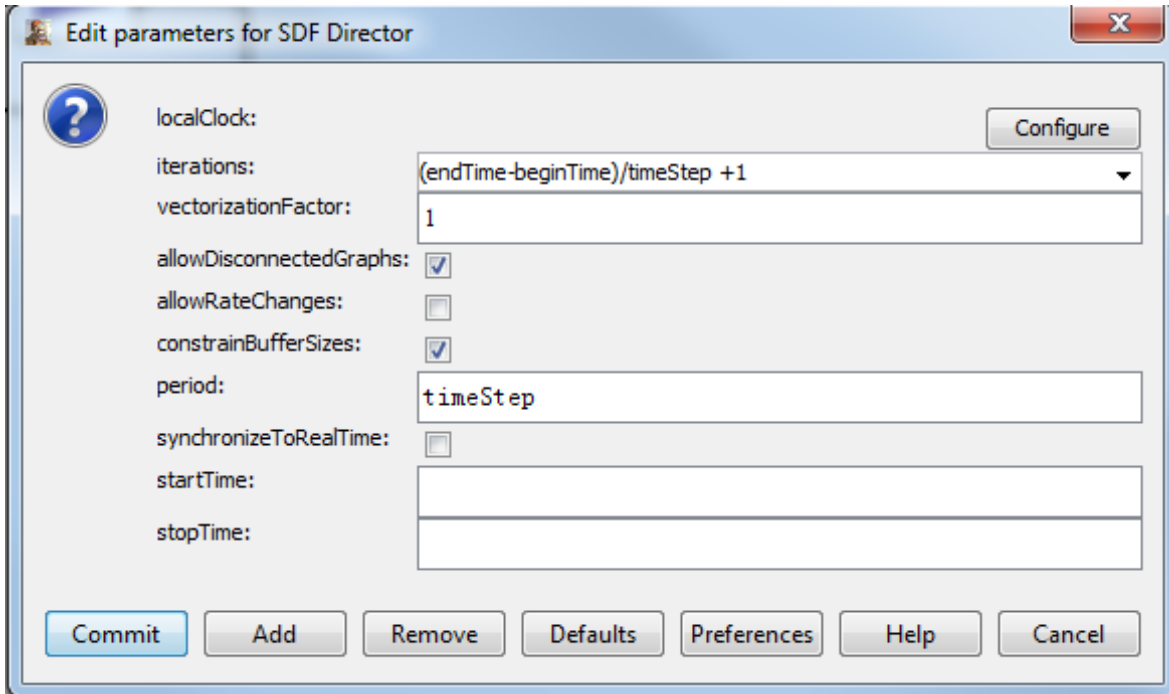 Edit parameters for SDF Director
x
?
localClock:
Configure
iterations:
(endTime-beginTime)/timeStep +1
vectorizationFactor:
1
allowDisconnectedGraphs:
allowRateChanges:
constrainBufferSizes:
period:
timeStep
synchronizeToRealTime:
startTime:
stopTime:
Commit Add Remove Defaults Preferences Help Cancel